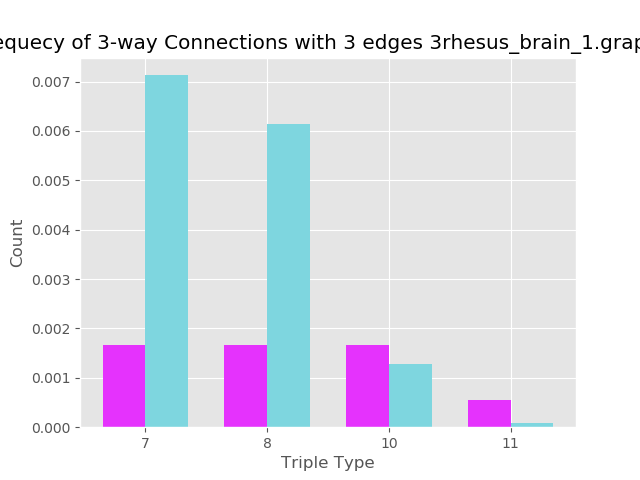 equecy of 3-way Connections with 3 edges 3rhesus_brain_1.grap
0.007
0.006
0.005
0.004
0.003
0.002
0.001
0.000
Count
7 8 10 11
Triple Type